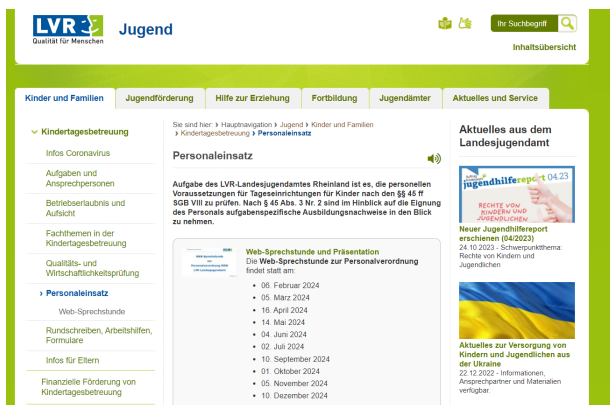 LVR
Qualität für Menschen
Jugend
Ihr Suchbegriff
Inhaltsübersicht
Kinder und Familien
Jugendförderung
Hilfe zur Erziehung
Fortbildung
Jugendämter
Aktuelles und Service
Kindertagesbetreuung
Infos Coronavirus
Aufgaben und
Ansprechpersonen
Betriebserlaubnis und
Aufsicht
Fachthemen in der
Kindertagesbetreuung
Qualitäts- und
Wirtschaftlichkeitsprüfung
› Personaleinsatz
Web-Sprechstunde
Rundschreiben, Arbeitshilfen,
Formulare
Infos für Eltern
Finanzielle Förderung von
Kindertagesbetreuung
Sie sind hier: › Hauptnavigation › Jugend › Kinder und Familien
› Kindertagesbetreuung › Personaleinsatz
Personaleinsatz
Aufgabe des LVR-Landesjugendamtes Rheinland ist es, die personellen
Voraussetzungen für Tageseinrichtungen für Kinder nach den §§ 45 ff
SGB VIII zu prüfen. Nach § 45 Abs. 3 Nr. 2 sind im Hinblick auf die Eignung
des Personals aufgabenspezifische Ausbildungsnachweise in den Blick
zu nehmen.
Web-Sprechstunde und Präsentation
Die Web-Sprechstunde zur Personalverordnung
findet statt am:
• 06. Februar 2024
• 05. März 2024
• 16. April 2024
• 14. Mai 2024
• 04. Juni 2024
• 02. Juli 2024
• 10. September 2024
• 01. Oktober 2024
• 05. November 2024
• 10. Dezember 2024
Aktuelles aus dem
Landesjugendamt
jugendhilfereport 04.23
RECHTE VON
KINDERN UND
JUGENDLICHEN
Neuer Jugendhilfereport
erschienen (04/2023)
24.10.2023 - Schwerpunktthema:
Rechte von Kindern und
Jugendlichen
Aktuelles zur Versorgung von
Kindern und Jugendlichen aus
der Ukraine
22.12.2022 - Informationen,
Ansprechpartner und Materialien
verfügbar.